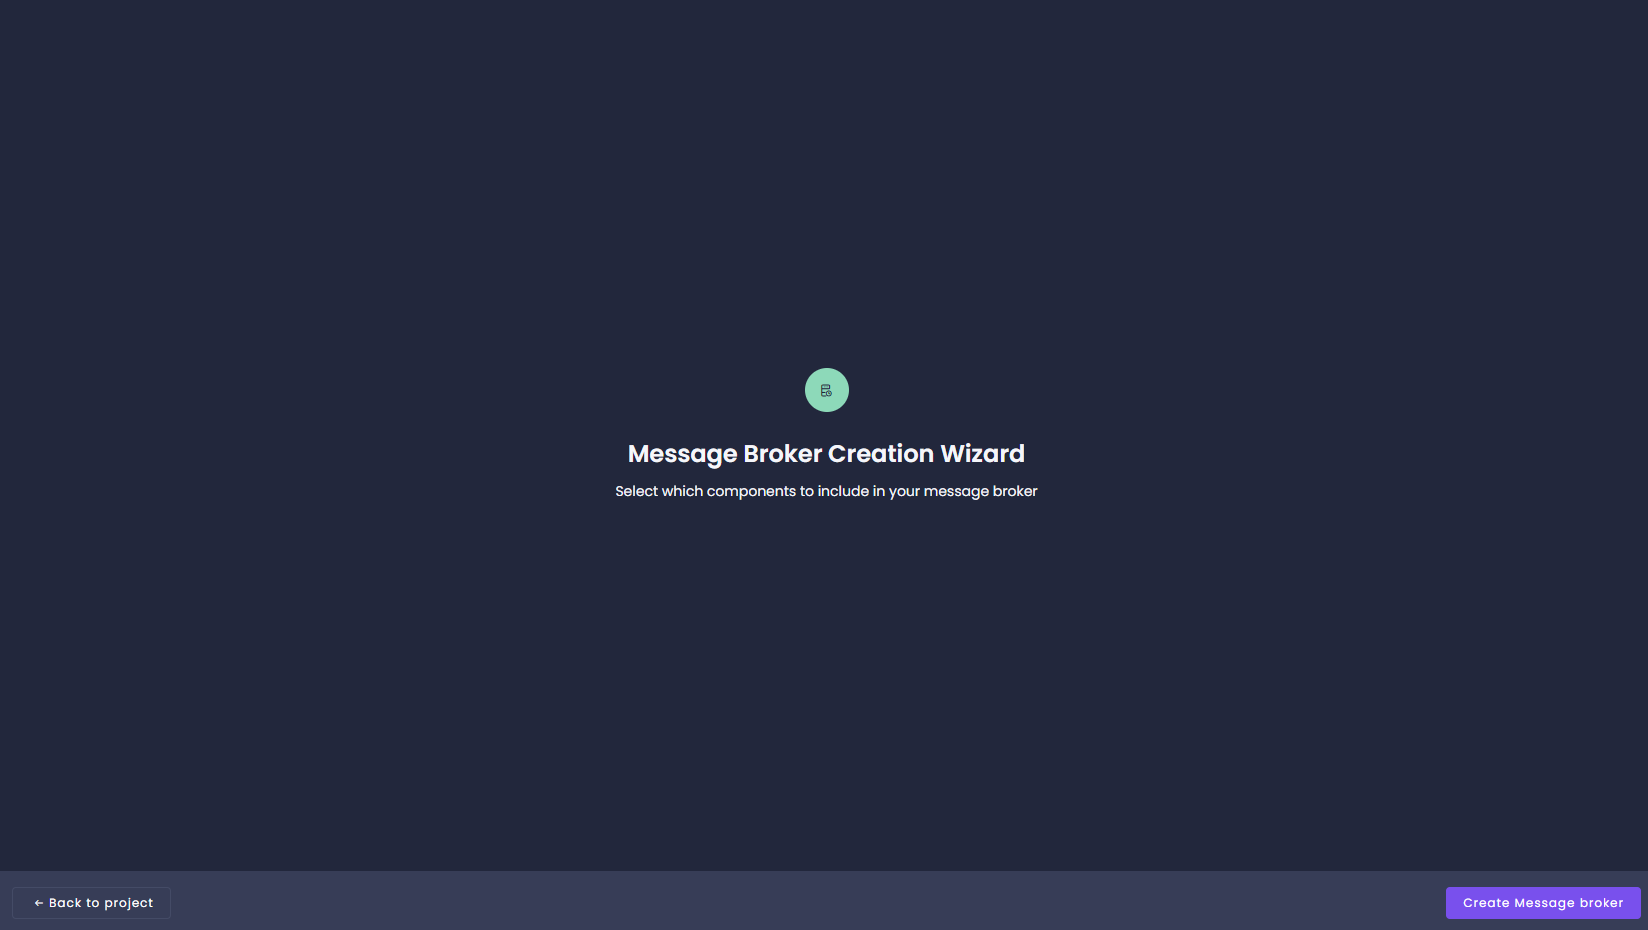 Message Broker Creation Wizard
Select which components to include in your message broker
← Back to project
Create Message broker